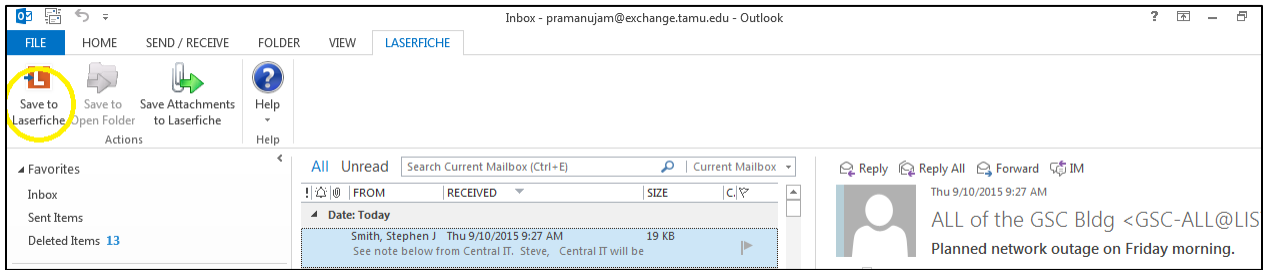 Inbox - pramanujam@exchange.tamu.edu - Outlook
FILE HOME SEND / RECEIVE FOLDER VIEW LASERFICHE
Save to Laserfiche
Save to Open Folder
Save Attachments to Laserfiche
Help
Actions Help
Favorites
Inbox
Sent Items
Deleted Items 13
All Unread Search Current Mailbox (Ctrl+E) Current Mailbox
! FROM RECEIVED SIZE C.
Date: Today
Smith, Stephen J Thu 9/10/2015 9:27 AM 19 KB
See note below from Central IT. Steve, Central IT will be
Reply Reply All Forward IM
Thu 9/10/2015 9:27 AM
ALL of the GSC Bldg <GSC-ALL@LIS
Planned network outage on Friday morning.